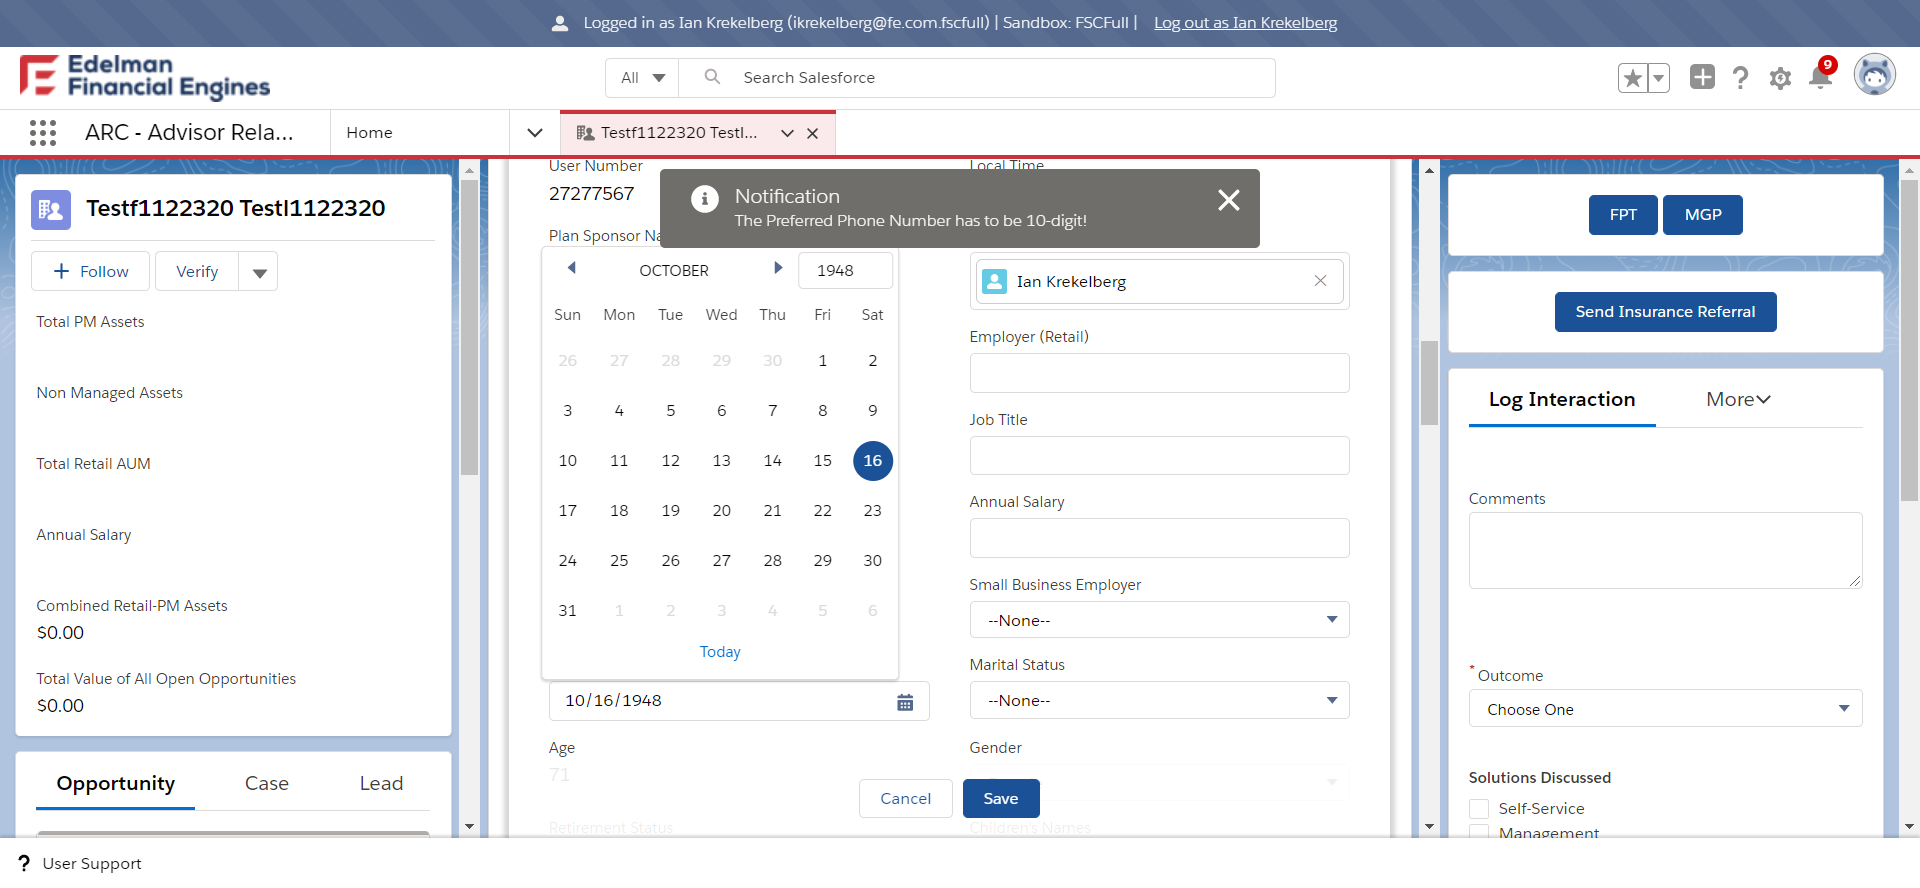 Logged in as Ian Krekelberg (ikrekelberg@fe.com.fscfull) | Sandbox: FSCFull | Log out as Ian Krekelberg
Edelman
Financial Engines
All
Search Salesforce
9
ARC - Advisor Rela...
Home
Testf1122320 Testl...
Testf1122320 Testl1122320
Follow
Verify
Total PM Assets
Non Managed Assets
Total Retail AUM
Annual Salary
Combined Retail-PM Assets
$0.00
Total Value of All Open Opportunities
$0.00
Opportunity Case Lead
User Number
27277567
Plan Sponsor Na
Local Time
Notification
The Preferred Phone Number has to be 10-digit!
OCTOBER 1948
Sun Mon Tue Wed Thu Fri Sat
26 27 28 29 30 1 2
3 4 5 6 7 8 9
10 11 12 13 14 15 16
17 18 19 20 21 22 23
24 25 26 27 28 29 30
31 1 2 3 4 5 6
Today
10/16/1948
Age
71
Retirement Status
Ian Krekelberg
Employer (Retail)
Job Title
Annual Salary
Small Business Employer
--None--
Marital Status
--None--
Gender
Children's Names
Cancel
Save
FPT
MGP
Send Insurance Referral
Log Interaction
More
Comments
* Outcome
Choose One
Solutions Discussed
Self-Service
Management
? User Support